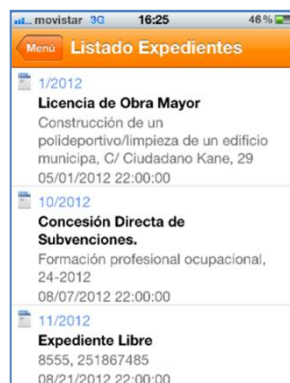 movistar 3G 16:25 46 %
Menú Listado Expedientes
1/2012
Licencia de Obra Mayor
Construcción de un
polideportivo/limpieza de un edificio
municipa, C/ Ciudadano Kane, 29
05/01/2012 22:00:00
10/2012
Concesión Directa de
Subvenciones.
Formación profesional ocupacional,
24-2012
08/07/2012 22:00:00
11/2012
Expediente Libre
8555, 251867485
08/21/2012 22:00:00